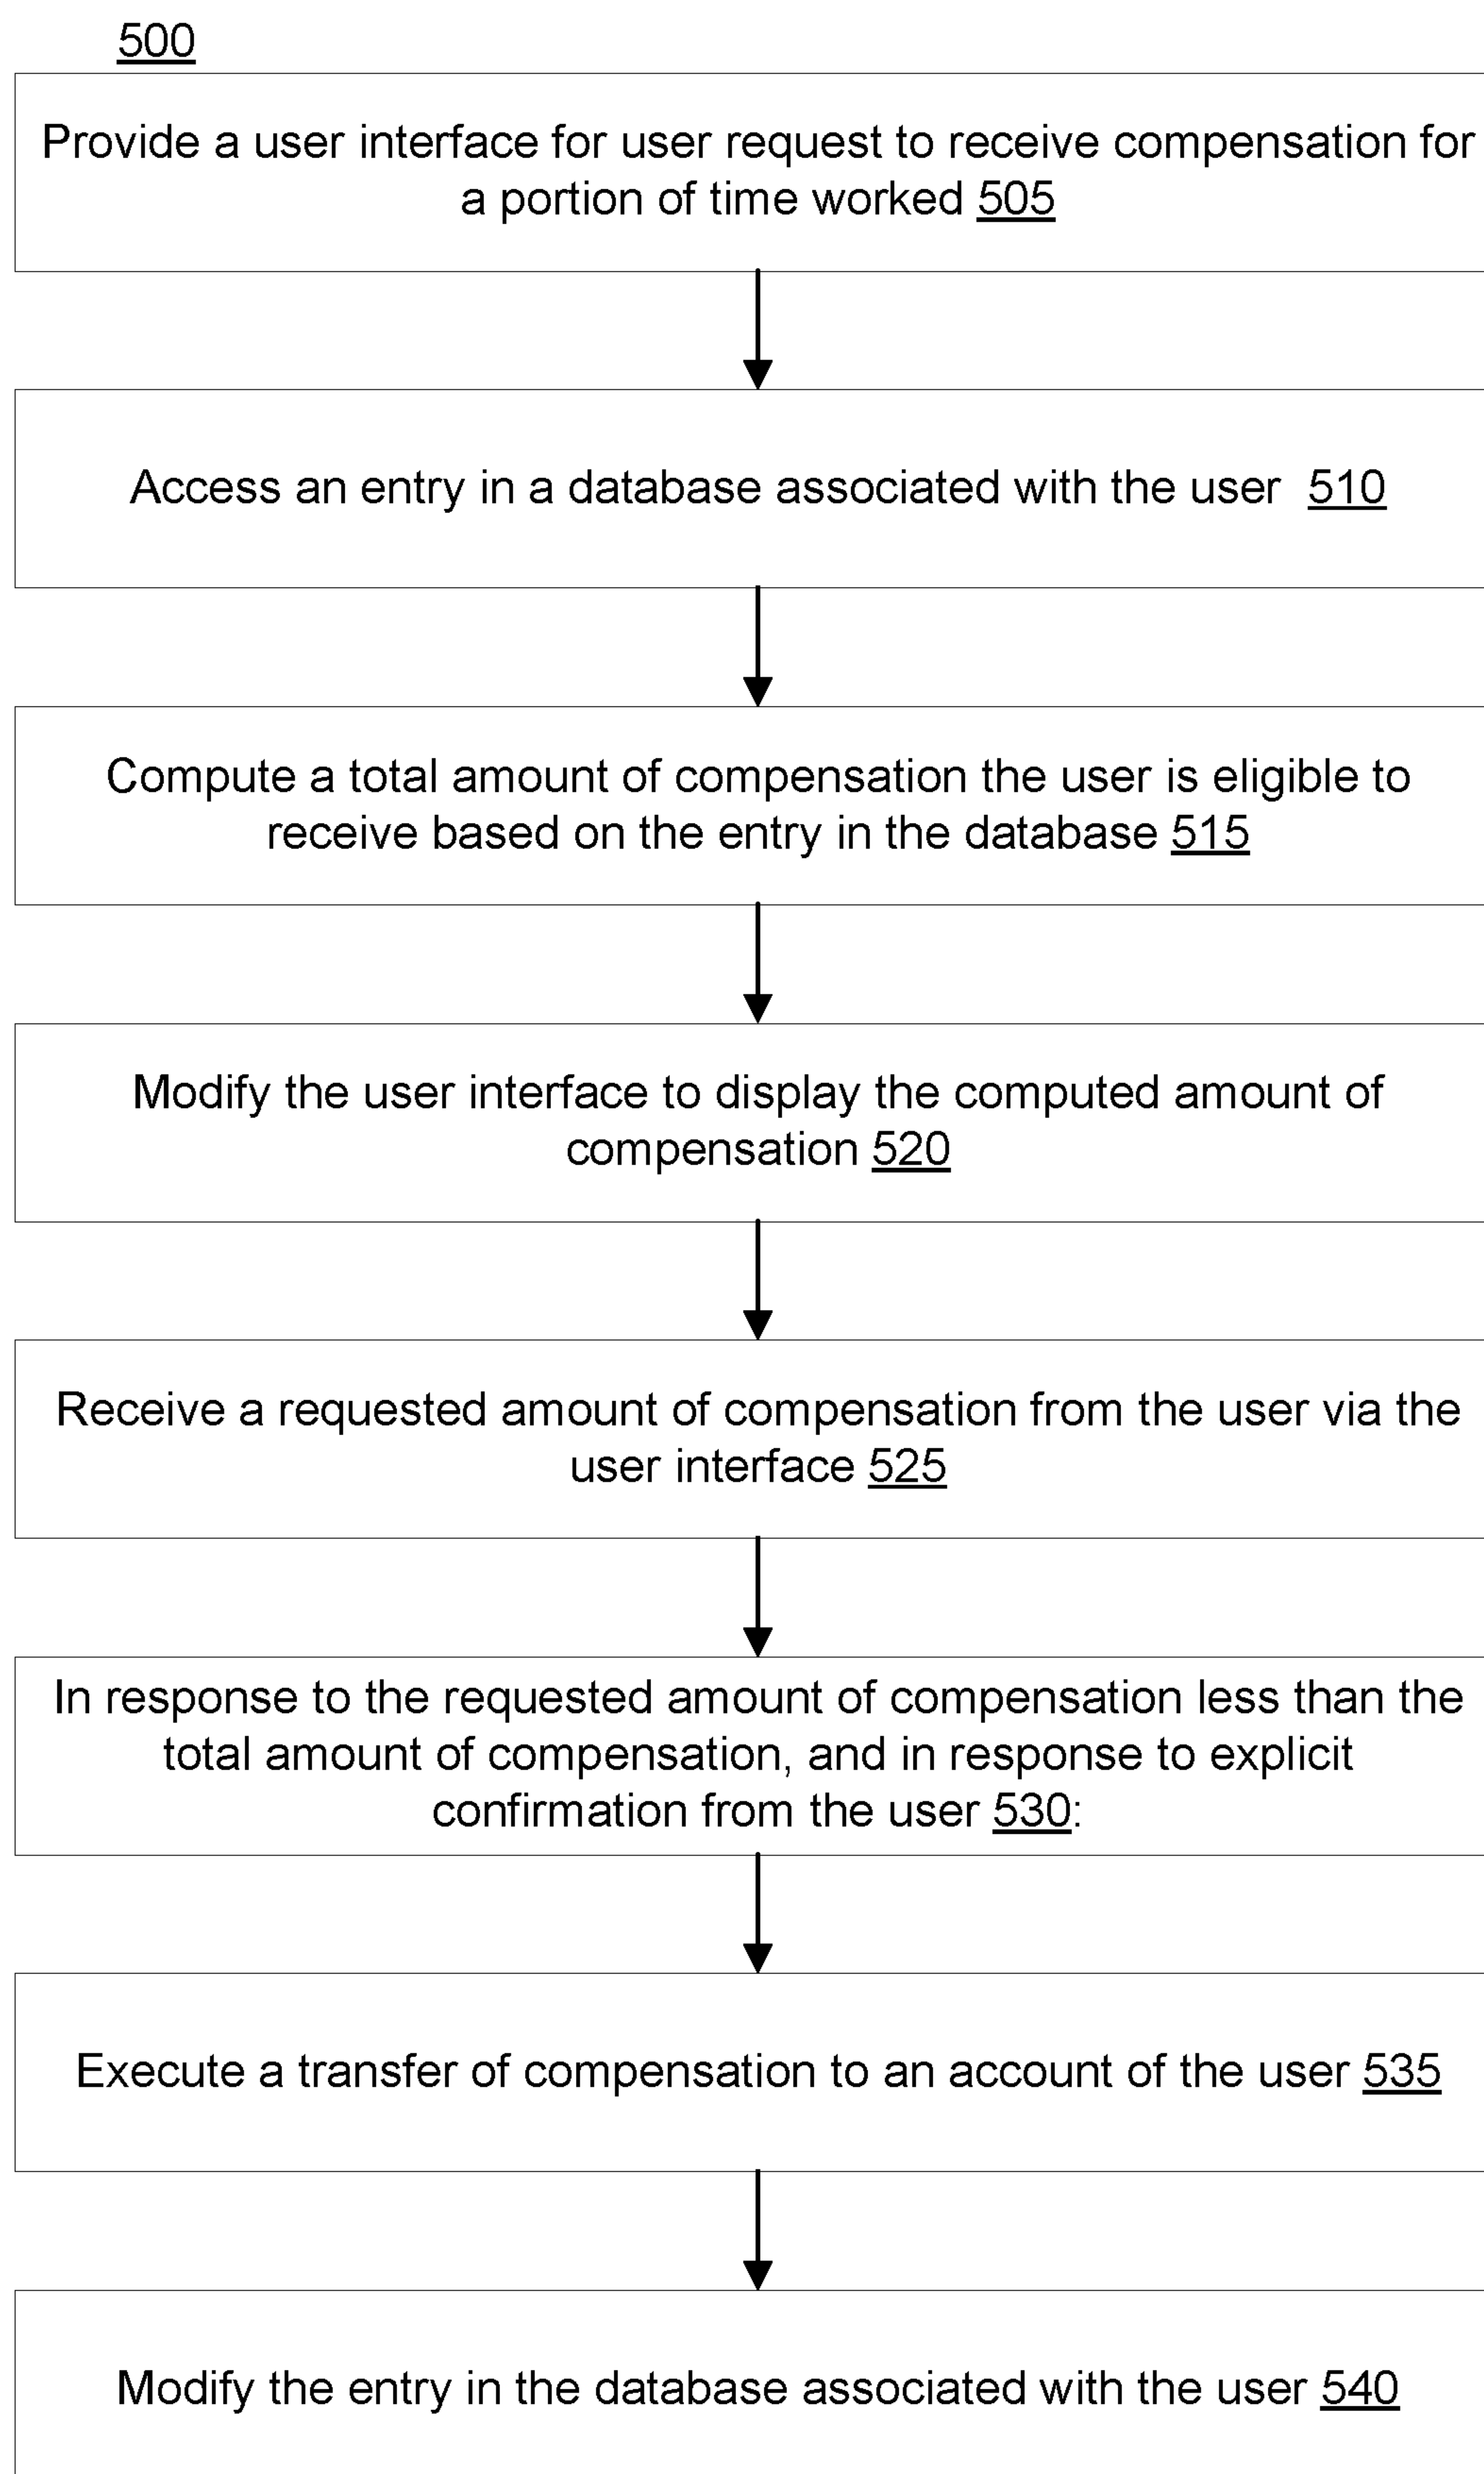 500
Provide a user interface for user request to receive compensation for
a portion of time worked 505
Access an entry in a database associated with the user 510
Compute a total amount of compensation the user is eligible to
receive based on the entry in the database 515
Modify the user interface to display the computed amount of
compensation 520
Receive a requested amount of compensation from the user via the
user interface 525
In response to the requested amount of compensation less than the
total amount of compensation, and in response to explicit
confirmation from the user 530:
Execute a transfer of compensation to an account of the user 535
Modify the entry in the database associated with the user 540